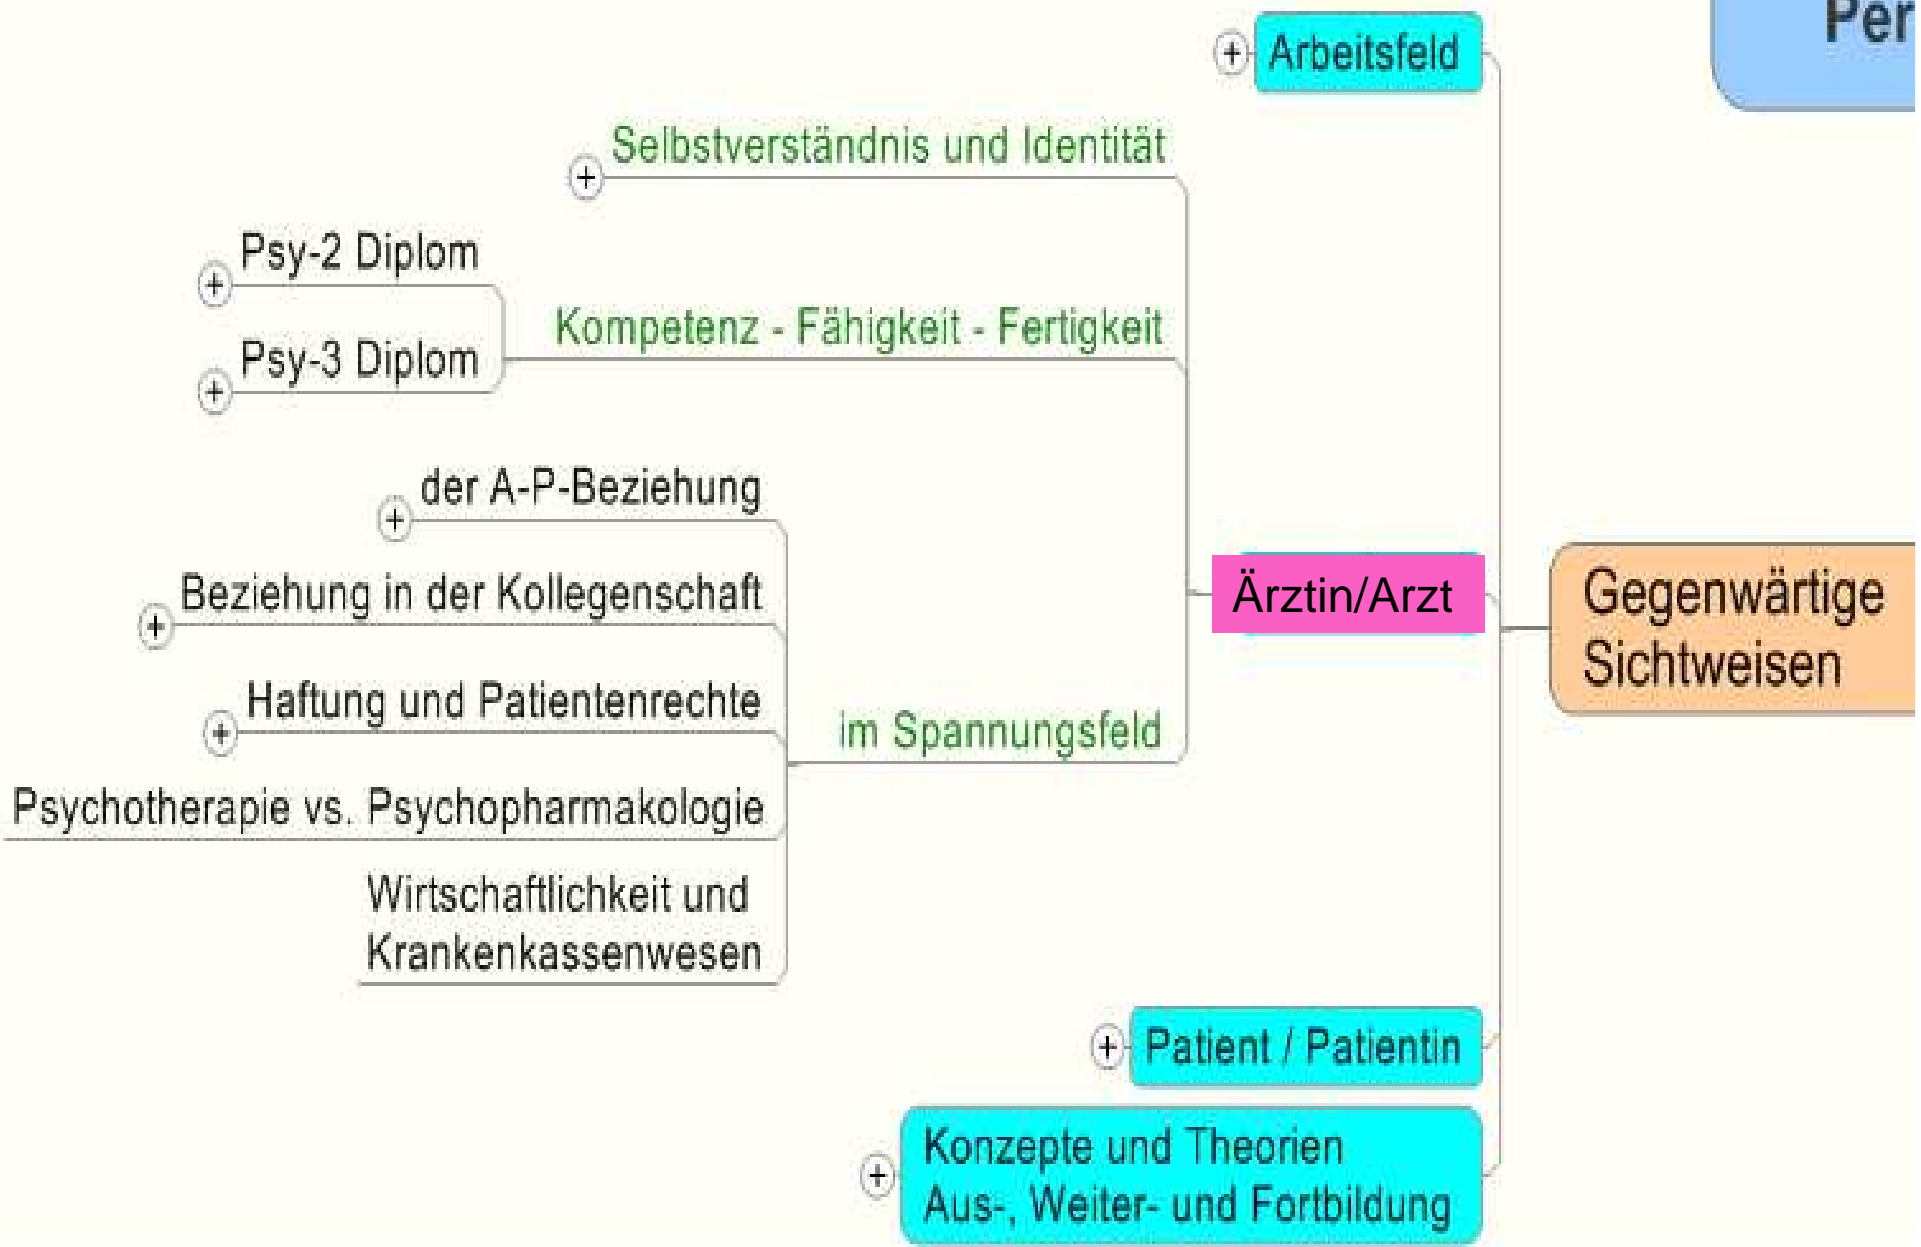 Per
Arbeitsfeld
Selbstverständnis und Identität
Psy-2 Diplom
Kompetenz - Fähigkeit - Fertigkeit
Psy-3 Diplom
der A-P-Beziehung
Beziehung in der Kollegenschaft
Ärztin/Arzt
Gegenwärtige
Sichtweisen
Haftung und Patientenrechte
im Spannungsfeld
Psychotherapie vs. Psychopharmakologie
Wirtschaftlichkeit und
Krankenkassenwesen
Patient / Patientin
Konzepte und Theorien
Aus-, Weiter- und Fortbildung